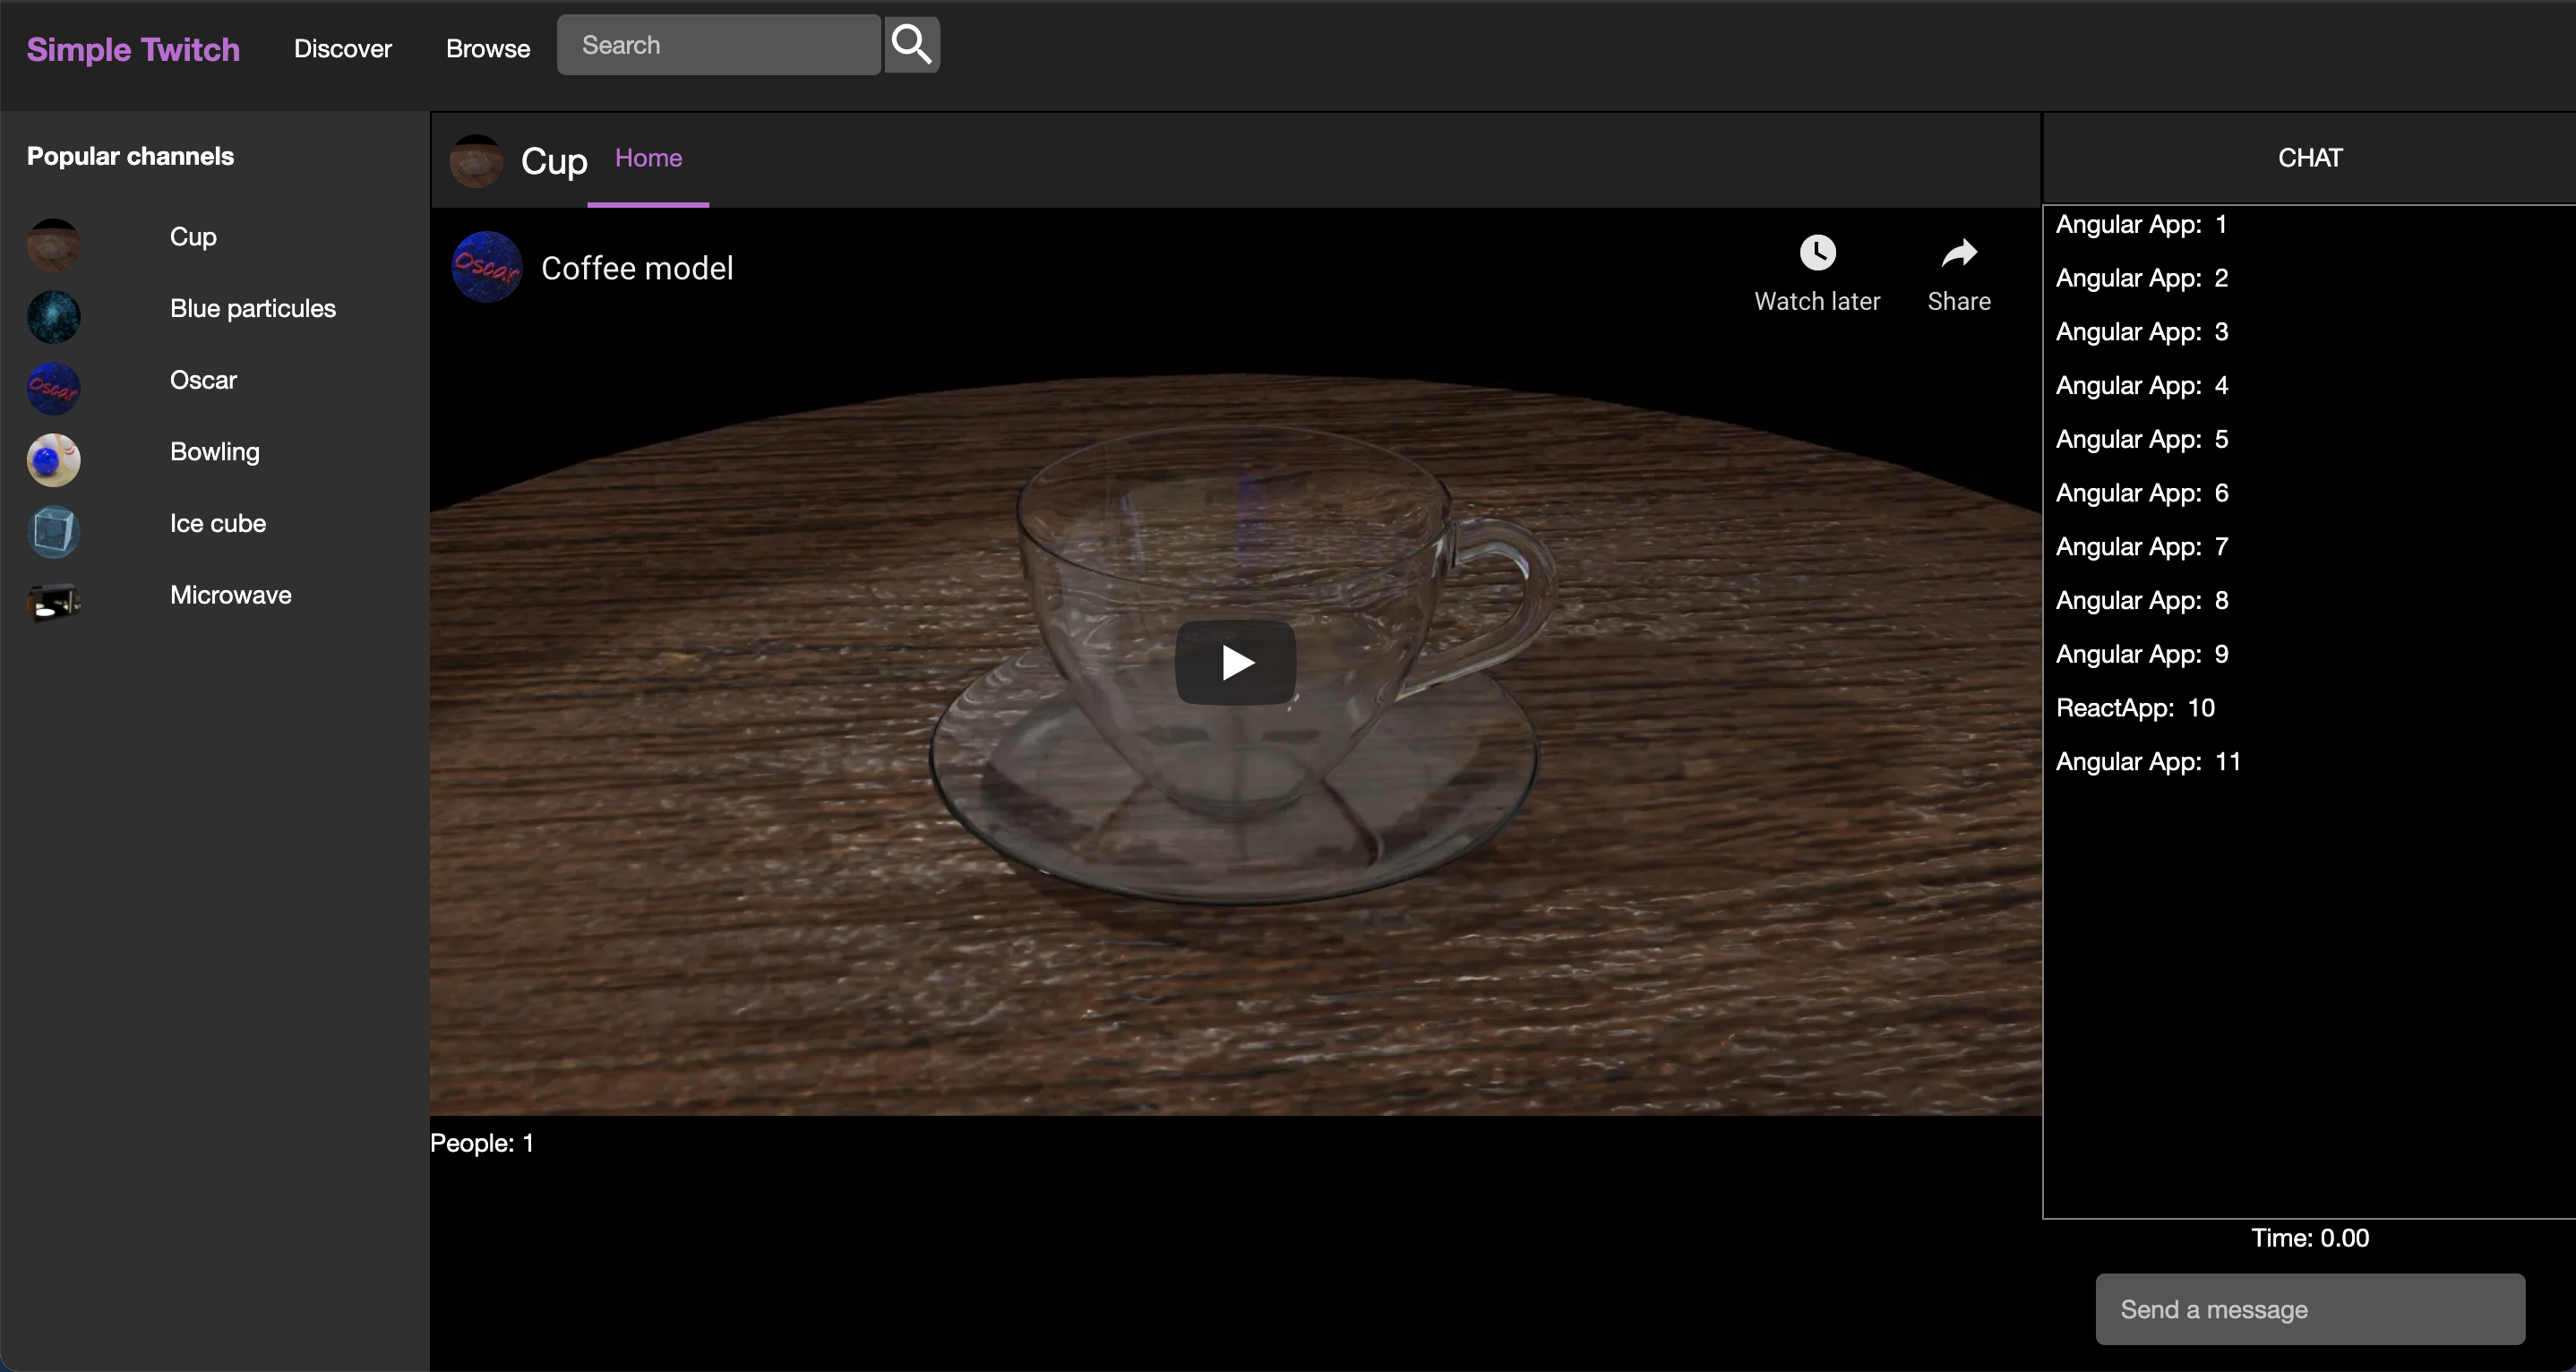 Simple Twitch Discover Browse Search
Popular channels
Cup
Blue particules
Oscar
Bowling
Ice cube
Microwave
Cup Home
Oscar Coffee model
Watch later Share
People: 1
CHAT
Angular App: 1
Angular App: 2
Angular App: 3
Angular App: 4
Angular App: 5
Angular App: 6
Angular App: 7
Angular App: 8
Angular App: 9
ReactApp: 10
Angular App: 11
Time: 0.00
Send a message